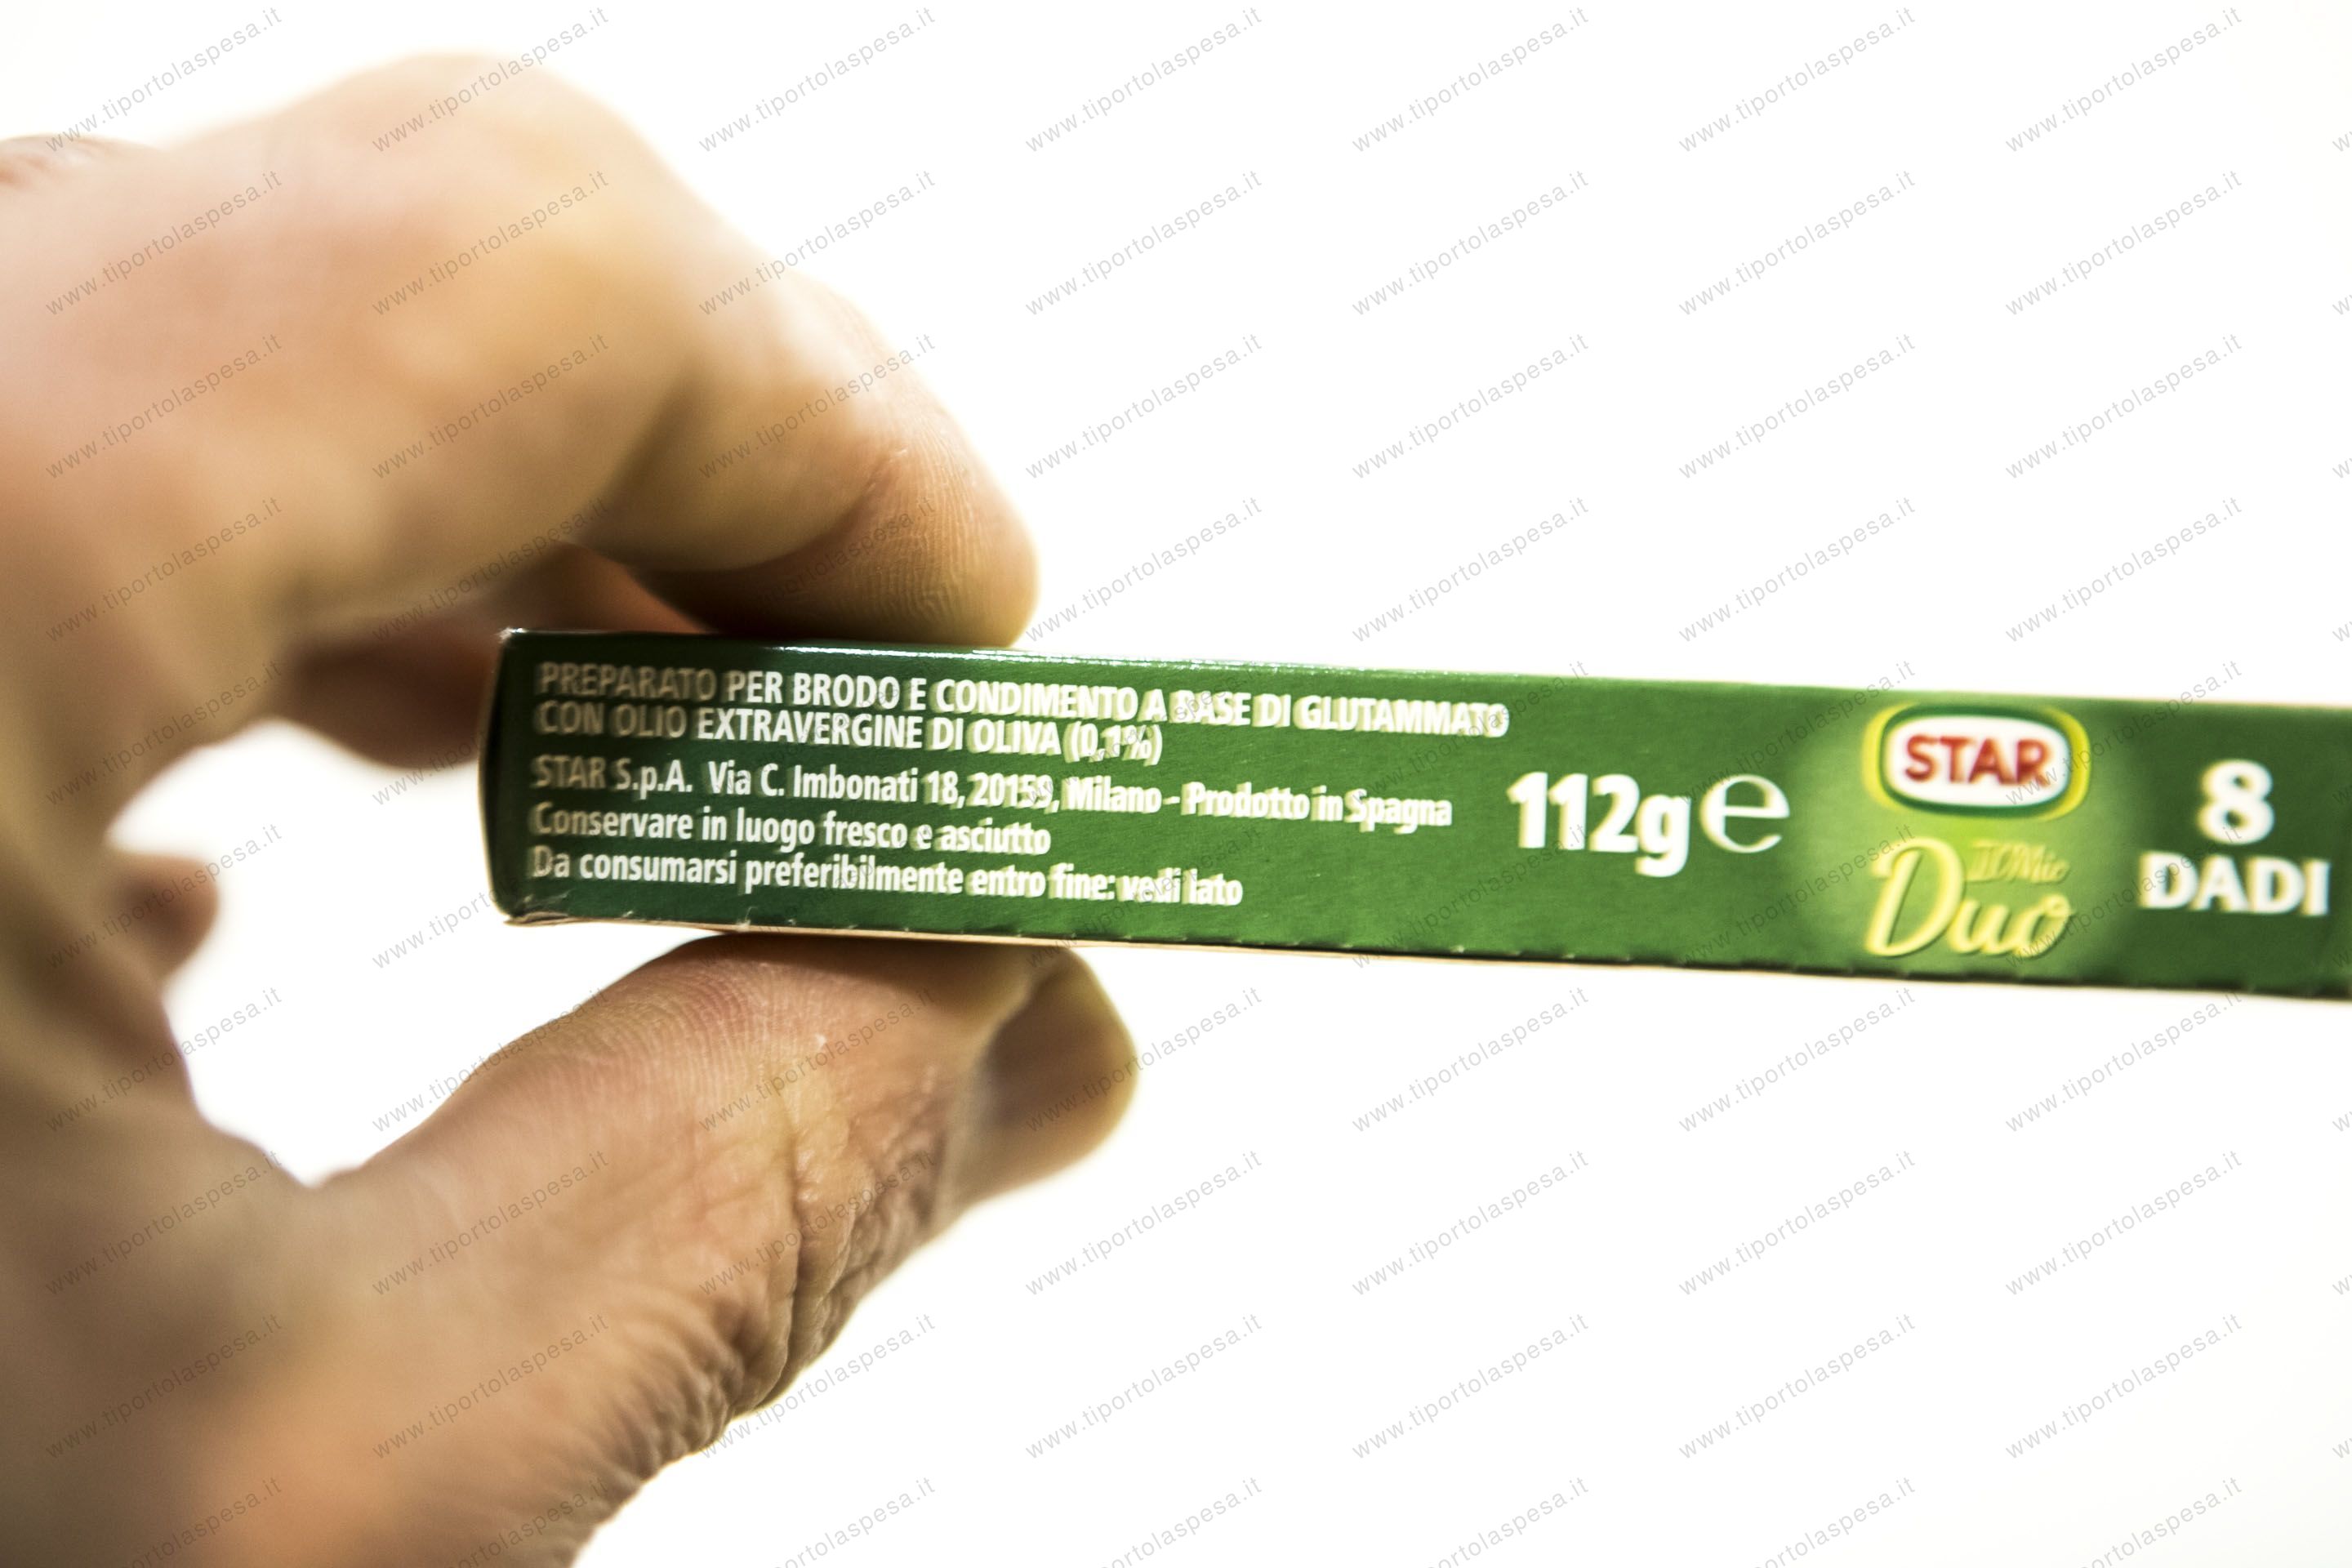 PREPARATO PER BRODO E CONDIMENTO A BASE DI GLUTAMMATO
CON OLIO EXTRAVERGINE DI OLIVA (0,1%)
STAR S.p.A. Via C. Imbonati 18, 20159, Milano - Prodotto in Spagna
Conservare in luogo fresco e asciutto
Da consumarsi preferibilmente entro fine: vedi lato
112g e
STAR
Il Mio
Duo
8
DADI
www.tiportolaspesa.it